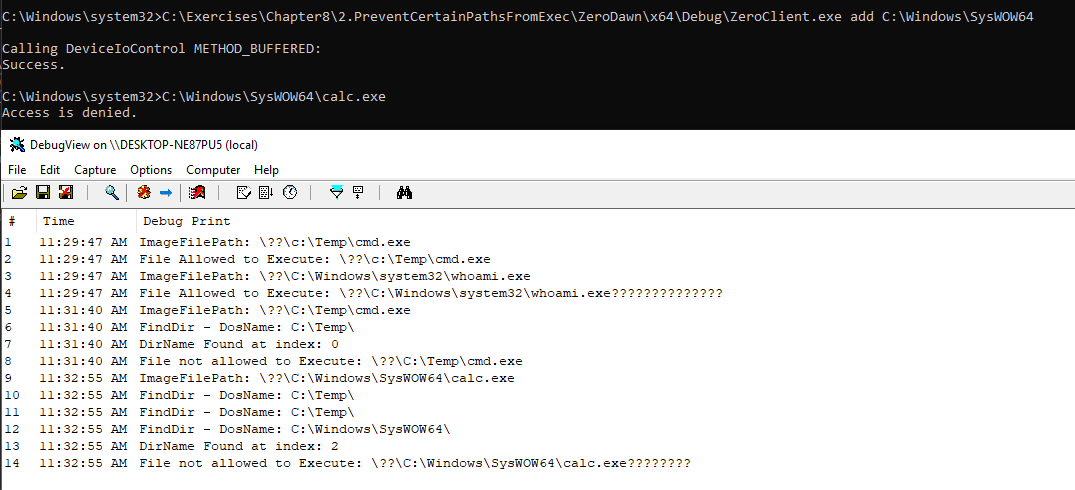 C:\Windows\system32>C:\Exercises\Chapter8\2.PreventCertainPathsFromExec\ZeroDawn\x64\Debug\ZeroClient.exe add C:\Windows\SysWOW64
Calling DeviceIoControl METHOD_BUFFERED:
Success.
C:\Windows\system32>C:\Windows\SysWOW64\calc.exe
Access is denied.
DebugView on \\DESKTOP-NE87PU5 (local)
File Edit Capture Options Computer Help
# Time Debug Print
1 11:29:47 AM ImageFilePath: \??\c:\Temp\cmd.exe
2 11:29:47 AM File Allowed to Execute: \??\c:\Temp\cmd.exe
3 11:29:47 AM ImageFilePath: \??\C:\Windows\system32\whoami.exe
4 11:29:47 AM File Allowed to Execute: \??\C:\Windows\system32\whoami.exe??????????????
5 11:31:40 AM ImageFilePath: \??\C:\Temp\cmd.exe
6 11:31:40 AM FindDir - DosName: C:\Temp\
7 11:31:40 AM DirName Found at index: 0
8 11:31:40 AM File not allowed to Execute: \??\C:\Temp\cmd.exe
9 11:32:55 AM ImageFilePath: \??\C:\Windows\SysWOW64\calc.exe
10 11:32:55 AM FindDir - DosName: C:\Temp\
11 11:32:55 AM FindDir - DosName: C:\Temp\
12 11:32:55 AM FindDir - DosName: C:\Windows\SysWOW64\
13 11:32:55 AM DirName Found at index: 2
14 11:32:55 AM File not allowed to Execute: \??\C:\Windows\SysWOW64\calc.exe????????